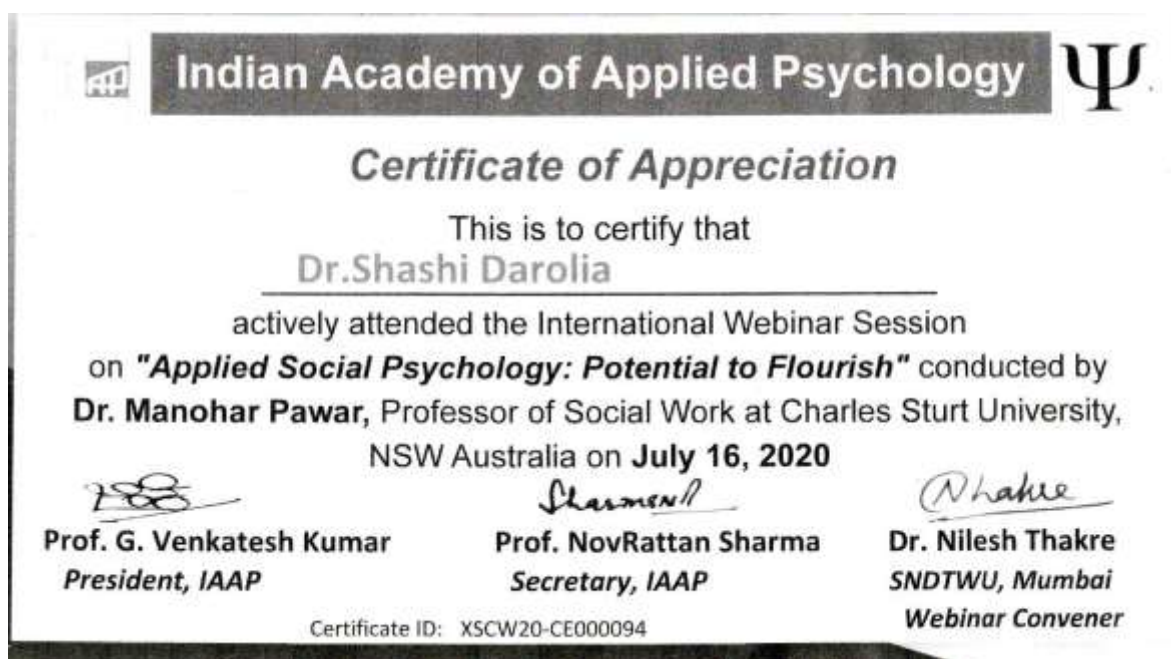 Indian Academy of Applied Psychology Ψ
Certificate of Appreciation
This is to certify that
Dr.Shashi Darolia
actively attended the International Webinar Session
on "Applied Social Psychology: Potential to Flourish" conducted by
Dr. Manohar Pawar, Professor of Social Work at Charles Sturt University,
NSW Australia on July 16, 2020
Prof. G. Venkatesh Kumar Prof. NovRattan Sharma Dr. Nilesh Thakre
President, IAAP Secretary, IAAP SNDTWU, Mumbai
Webinar Convener
Certificate ID: XSCW20-CE000094